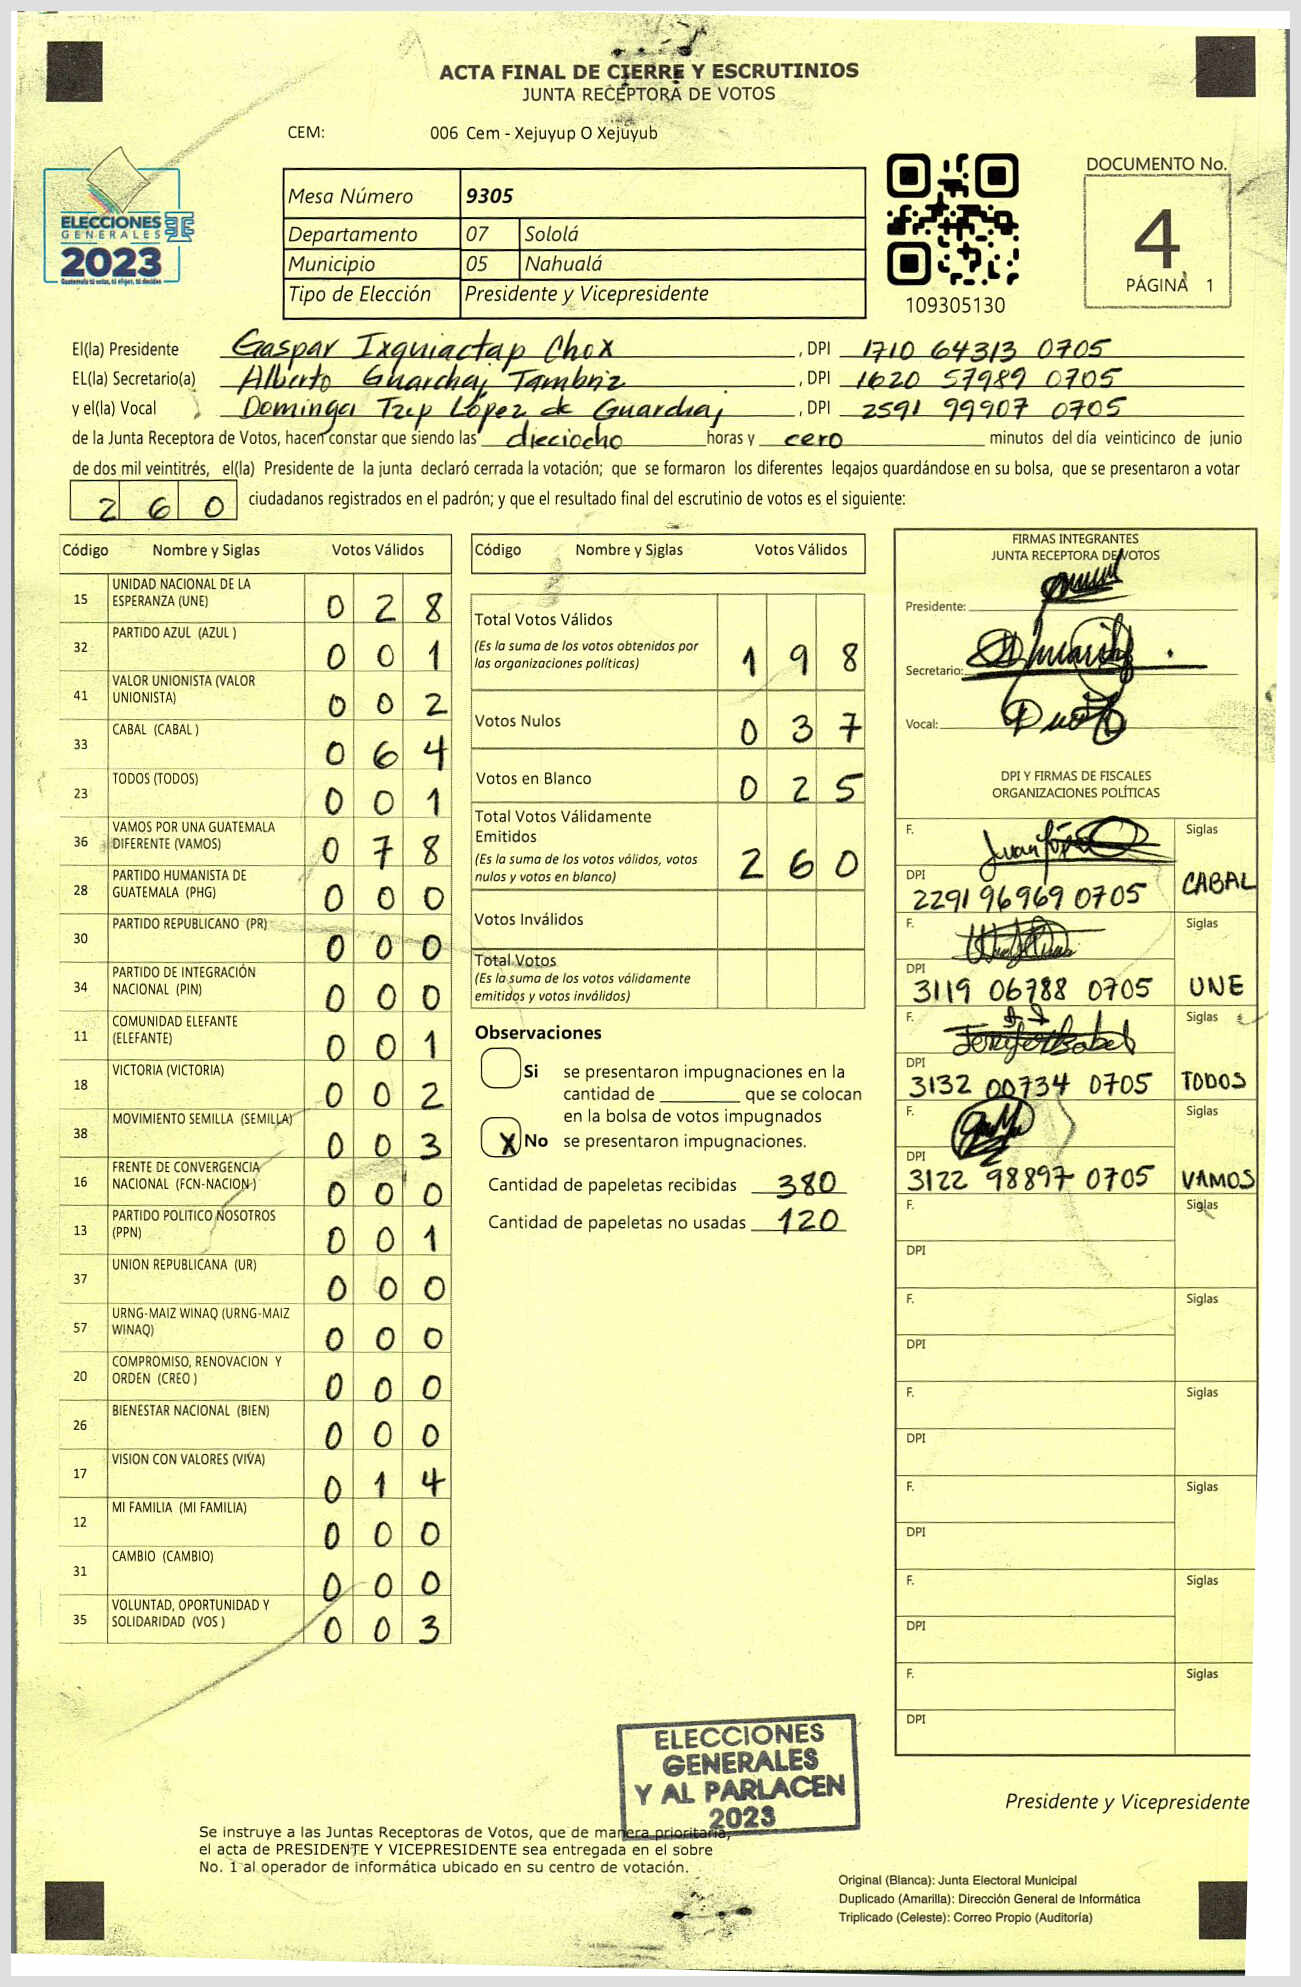 ACTA FINAL DE CIERRE Y ESCRUTINIOS
JUNTA RECEPTORA DE VOTOS
CEM: 006 Cem - Xejuyup O Xejuyub
ELECCIONES
GENERALES
2023
Guatemala tú votas, tú eliges, tú decides
Mesa Número 9305
Departamento 07 Sololá
Municipio 05 Nahualá
Tipo de Elección Presidente y Vicepresidente
109305130
DOCUMENTO No.
4
PÁGINA 1
El(la) Presidente Gaspar Ixquiactap Chox, DPI 1710 64313 0705
EL(la) Secretario(a) Alberto Guarchaj Tambriz, DPI 1620 57989 0705
y el(la) Vocal Dominga Tzep López de Guarchaj, DPI 2591 99907 0705
de la Junta Receptora de Votos, hacen constar que siendo las dieciocho horas y cero minutos del día veinticinco de junio
de dos mil veintitrés, el(la) Presidente de la junta declaró cerrada la votación; que se formaron los diferentes legajos guardándose en su bolsa, que se presentaron a votar
260 ciudadanos registrados en el padrón; y que el resultado final del escrutinio de votos es el siguiente:
Código Nombre y Siglas Votos Válidos
15 UNIDAD NACIONAL DE LA ESPERANZA (UNE) 0 2 8
32 PARTIDO AZUL (AZUL ) 0 0 1
41 VALOR UNIONISTA (VALOR UNIONISTA) 0 0 2
33 CABAL (CABAL ) 0 6 4
23 TODOS (TODOS) 0 0 1
36 VAMOS POR UNA GUATEMALA DIFERENTE (VAMOS) 0 7 8
28 PARTIDO HUMANISTA DE GUATEMALA (PHG) 0 0 0
30 PARTIDO REPUBLICANO (PR) 0 0 0
34 PARTIDO DE INTEGRACIÓN NACIONAL (PIN) 0 0 0
11 COMUNIDAD ELEFANTE (ELEFANTE) 0 0 1
18 VICTORIA (VICTORIA) 0 0 2
38 MOVIMIENTO SEMILLA (SEMILLA) 0 0 3
16 FRENTE DE CONVERGENCIA NACIONAL (FCN-NACION ) 0 0 0
13 PARTIDO POLITICO NOSOTROS (PPN) 0 0 1
37 UNION REPUBLICANA (UR) 0 0 0
57 URNG-MAIZ WINAQ (URNG-MAIZ WINAQ) 0 0 0
20 COMPROMISO, RENOVACION Y ORDEN (CREO ) 0 0 0
26 BIENESTAR NACIONAL (BIEN) 0 0 0
17 VISION CON VALORES (VIVA) 0 1 4
12 MI FAMILIA (MI FAMILIA) 0 0 0
31 CAMBIO (CAMBIO) 0 0 0
35 VOLUNTAD, OPORTUNIDAD Y SOLIDARIDAD (VOS ) 0 0 3
Código Nombre y Siglas Votos Válidos
Total Votos Válidos 1 9 8
(Es la suma de los votos obtenidos por
las organizaciones políticas)
Votos Nulos 0 3 7
Votos en Blanco 0 2 5
Total Votos Válidamente
Emitidos 2 6 0
(Es la suma de los votos válidos, votos
nulos y votos en blanco)
Votos Inválidos
Total Votos
(Es la suma de los votos válidamente
emitidos y votos inválidos)
Observaciones
Si se presentaron impugnaciones en la
cantidad de ________ que se colocan
en la bolsa de votos impugnados
X No se presentaron impugnaciones.
Cantidad de papeletas recibidas 380
Cantidad de papeletas no usadas 120
FIRMAS INTEGRANTES
JUNTA RECEPTORA DE VOTOS
Presidente:
Secretario:
Vocal:
DPI Y FIRMAS DE FISCALES
ORGANIZACIONES POLÍTICAS
F. Juan López Siglas
DPI 2291 96969 0705 CABAL
F. Siglas
DPI 3119 06788 0705 UNE
F. Jeniferisabel Siglas
DPI 3132 00734 0705 TODOS
F. Siglas
DPI 3122 98897 0705 VAMOS
F. Siglas
DPI
F. Siglas
DPI
F. Siglas
DPI
F. Siglas
DPI
F. Siglas
DPI
F. Siglas
DPI
ELECCIONES
GENERALES
Y AL PARLACEN
2023
Presidente y Vicepresidente
Se instruye a las Juntas Receptoras de Votos, que de manera prioritaria,
el acta de PRESIDENTE Y VICEPRESIDENTE sea entregada en el sobre
No. 1 al operador de informática ubicado en su centro de votación.
Original (Blanca): Junta Electoral Municipal
Duplicado (Amarilla): Dirección General de Informática
Triplicado (Celeste): Correo Propio (Auditoría)